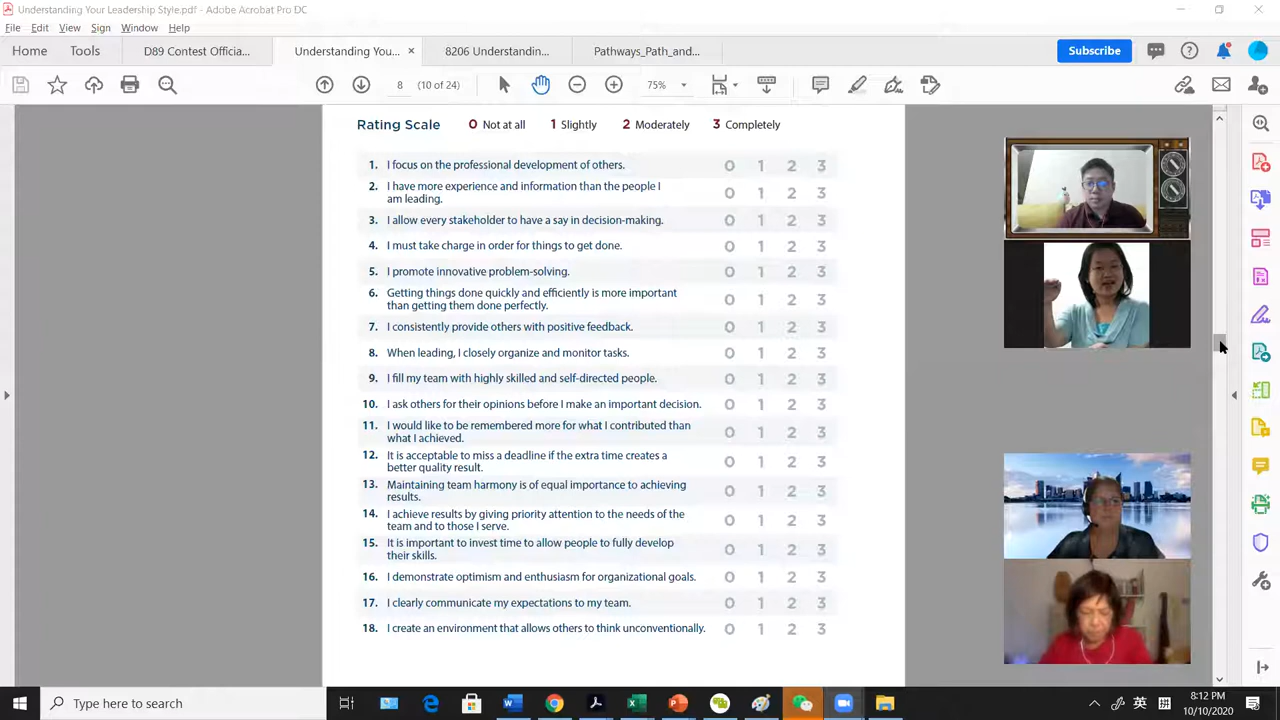 Understanding Your Leadership Style.pdf - Adobe Acrobat Pro DC
File Edit View Sign Window Help
Home Tools D89 Contest Officia... Understanding You... × 8206 Understandin... Pathways_Path_and...
Subscribe
8 (10 of 24) 75%
Rating Scale 0 Not at all 1 Slightly 2 Moderately 3 Completely
1. I focus on the professional development of others. 0 1 2 3
2. I have more experience and information than the people I
am leading. 0 1 2 3
3. I allow every stakeholder to have a say in decision-making. 0 1 2 3
4. I must take charge in order for things to get done. 0 1 2 3
5. I promote innovative problem-solving. 0 1 2 3
6. Getting things done quickly and efficiently is more important
than getting them done perfectly. 0 1 2 3
7. I consistently provide others with positive feedback. 0 1 2 3
8. When leading, I closely organize and monitor tasks. 0 1 2 3
9. I fill my team with highly skilled and self-directed people. 0 1 2 3
10. I ask others for their opinions before I make an important decision. 0 1 2 3
11. I would like to be remembered more for what I contributed than
what I achieved. 0 1 2 3
12. It is acceptable to miss a deadline if the extra time creates a
better quality result. 0 1 2 3
13. Maintaining team harmony is of equal importance to achieving
results. 0 1 2 3
14. I achieve results by giving priority attention to the needs of the
team and to those I serve. 0 1 2 3
15. It is important to invest time to allow people to fully develop
their skills. 0 1 2 3
16. I demonstrate optimism and enthusiasm for organizational goals. 0 1 2 3
17. I clearly communicate my expectations to my team. 0 1 2 3
18. I create an environment that allows others to think unconventionally. 0 1 2 3
Type here to search
英 拼 8:12 PM
10/10/2020